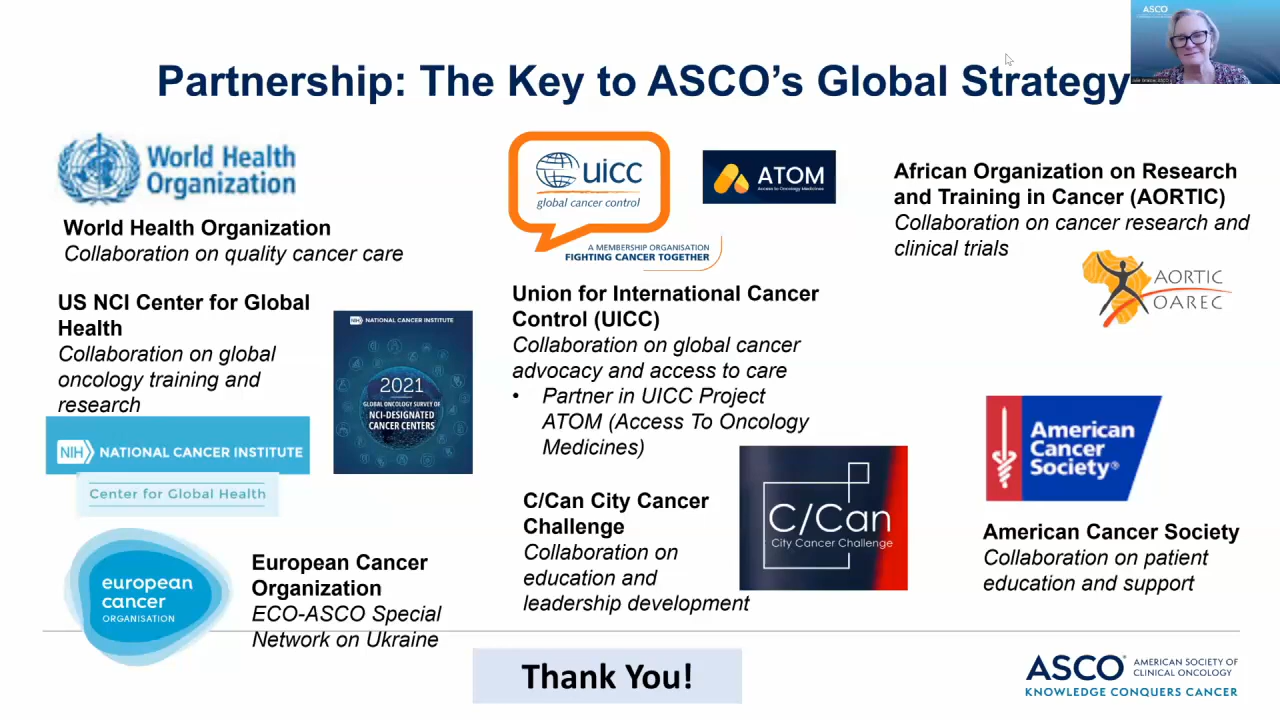 Partnership: The Key to ASCO's Global Strategy
ASCO
World Health
Organization
World Health Organization
Collaboration on quality cancer care
US NCI Center for Global
Health
Collaboration on global
oncology training and
research
NIH NATIONAL CANCER INSTITUTE
Center for Global Health
NIH NATIONAL CANCER INSTITUTE
2021
GLOBAL ONCOLOGY SURVEY OF
NCI-DESIGNATED
CANCER CENTERS
european
cancer
ORGANISATION
European Cancer
Organization
ECO-ASCO Special
Network on Ukraine
uicc
global cancer control
A MEMBERSHIP ORGANISATION
FIGHTING CANCER TOGETHER
ATOM
Access to Oncology Medicines
Union for International Cancer
Control (UICC)
Collaboration on global cancer
advocacy and access to care
• Partner in UICC Project
ATOM (Access To Oncology
Medicines)
C/Can City Cancer
Challenge
Collaboration on
education and
leadership development
C/Can
City Cancer Challenge
African Organization on Research
and Training in Cancer (AORTIC)
Collaboration on cancer research and
clinical trials
AORTIC
OAREC
American
Cancer
Society®
American Cancer Society
Collaboration on patient
education and support
Thank You!
ASCO® AMERICAN SOCIETY OF
CLINICAL ONCOLOGY
KNOWLEDGE CONQUERS CANCER